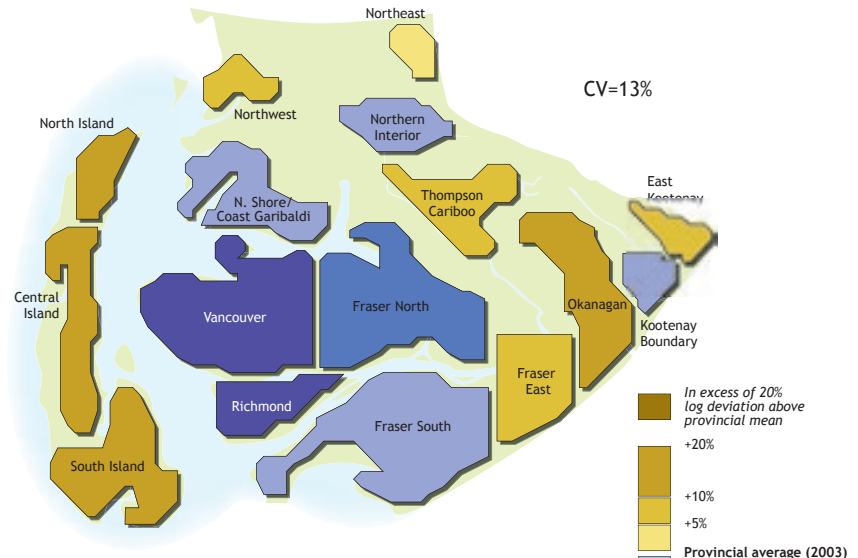 Northeast
CV=13%
Northwest
North Island
Northern
Interior
East
Kootenay
Thompson
Cariboo
N. Shore/
Coast Garibaldi
Central
Island
Vancouver
Fraser North
Okanagan
Kootenay
Boundary
Fraser
East
Richmond
Fraser South
South Island
In excess of 20%
log deviation above
provincial mean
+20%
+10%
+5%
Provincial average (2003)